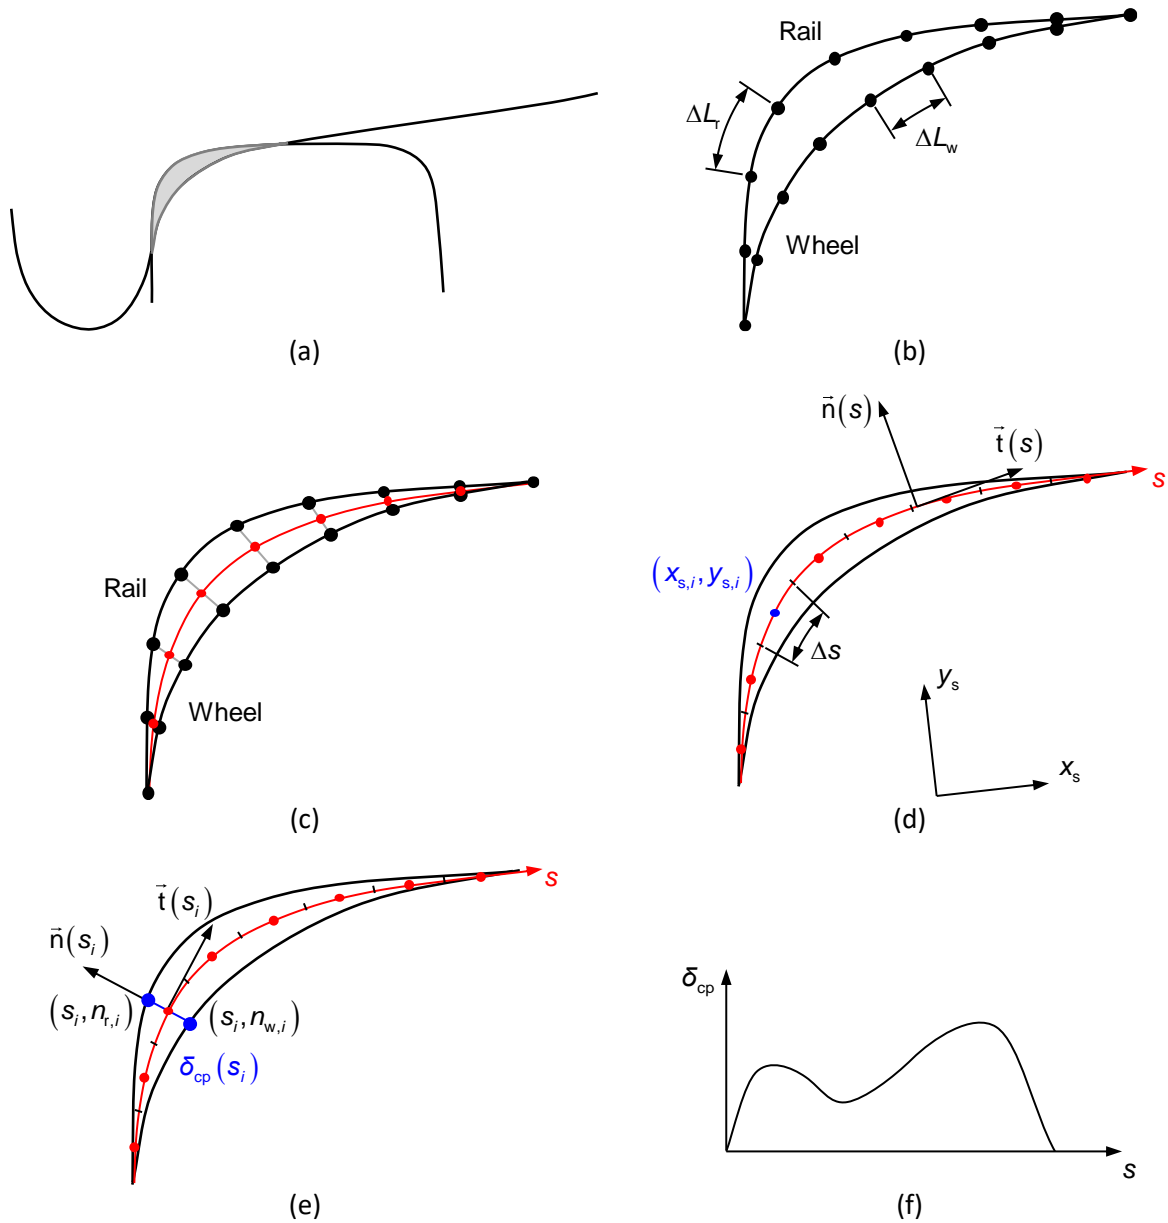 Rail
ΔLr
ΔLw
Wheel
(a)
(b)
n⃗(s)
t⃗(s)
s
Rail
(xs,i, ys,i)
Δs
Wheel
ys
xs
(c)
(d)
s
t⃗(si)
n⃗(si)
(si, nr,i)
(si, nw,i)
δcp(si)
δcp
s
(e)
(f)